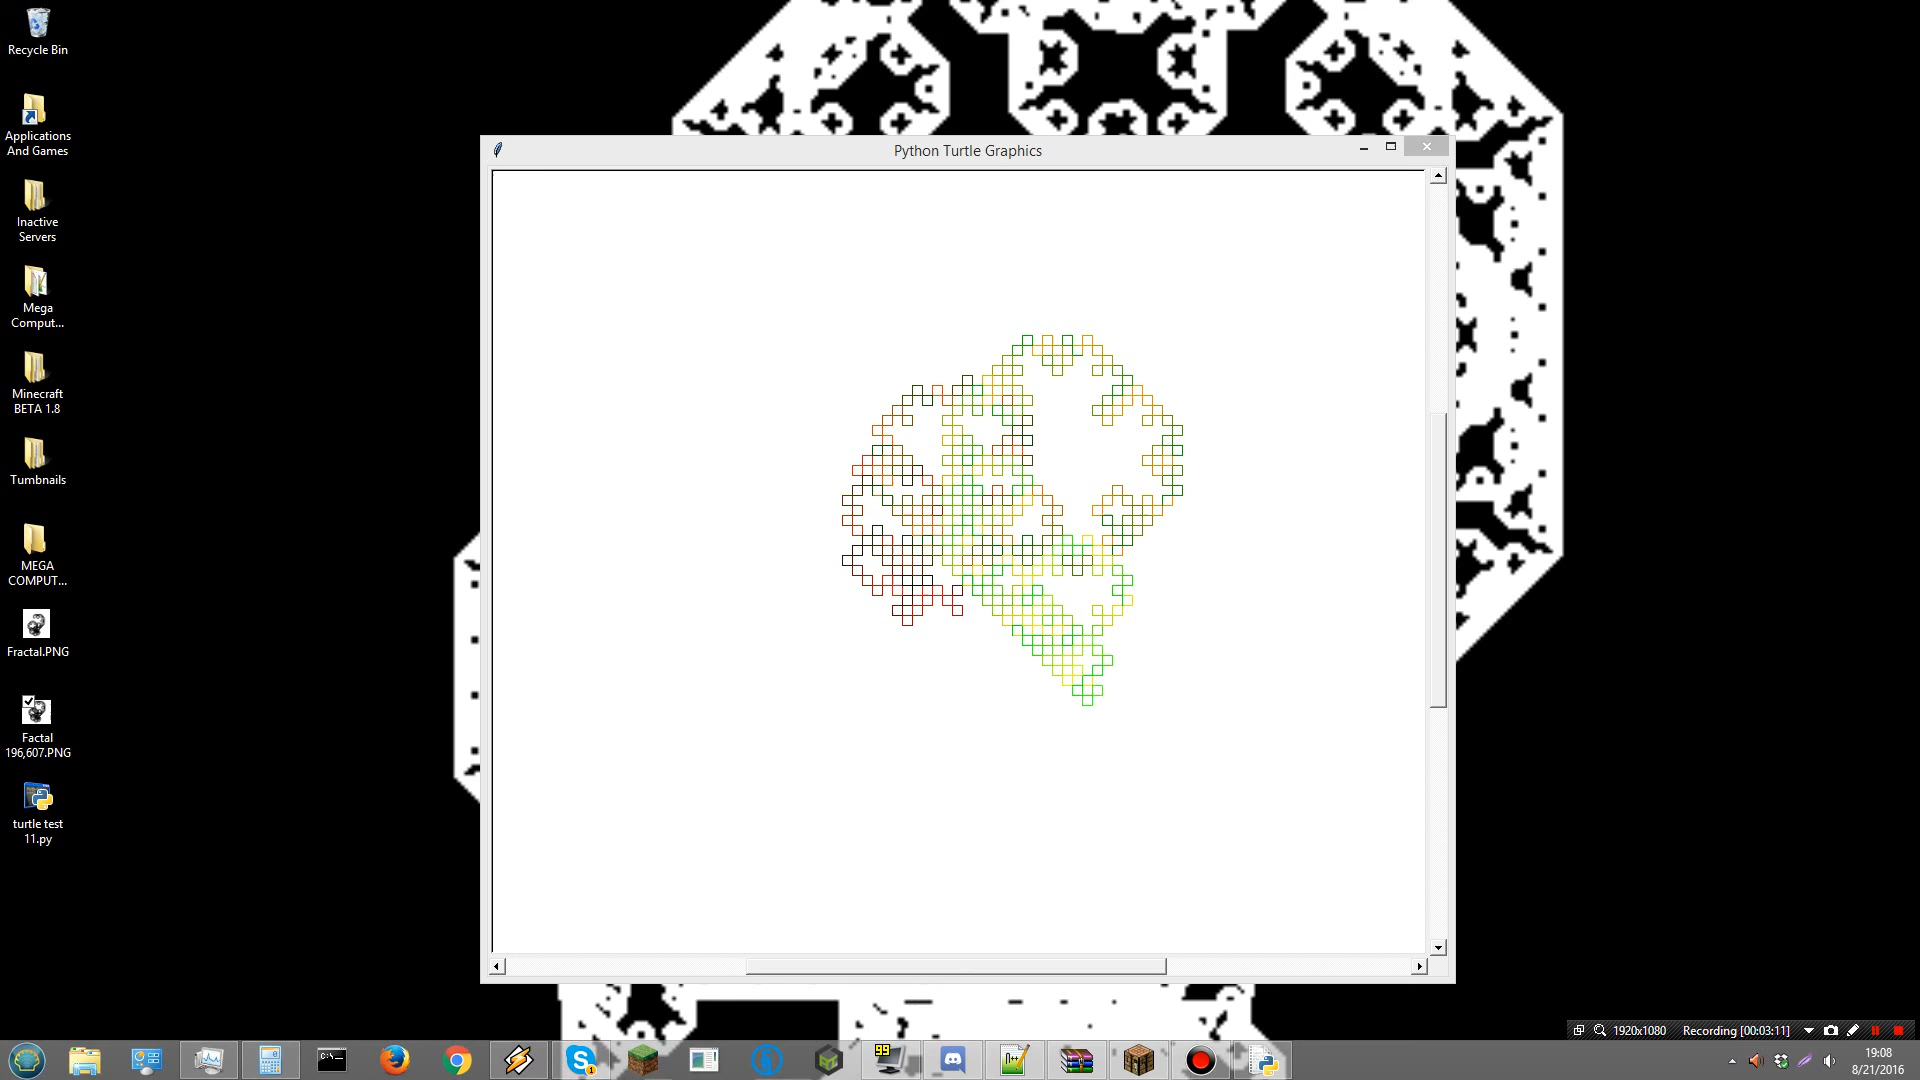 Recycle Bin
Applications
And Games
Inactive
Servers
Mega
Comput...
Minecraft
BETA 1.8
Tumbnails
MEGA
COMPUT...
Fractal.PNG
Factal
196,607.PNG
turtle test
11.py
Python Turtle Graphics
1920x1080
Recording [00:03:11]
C:\_
99
1
19:08
8/21/2016